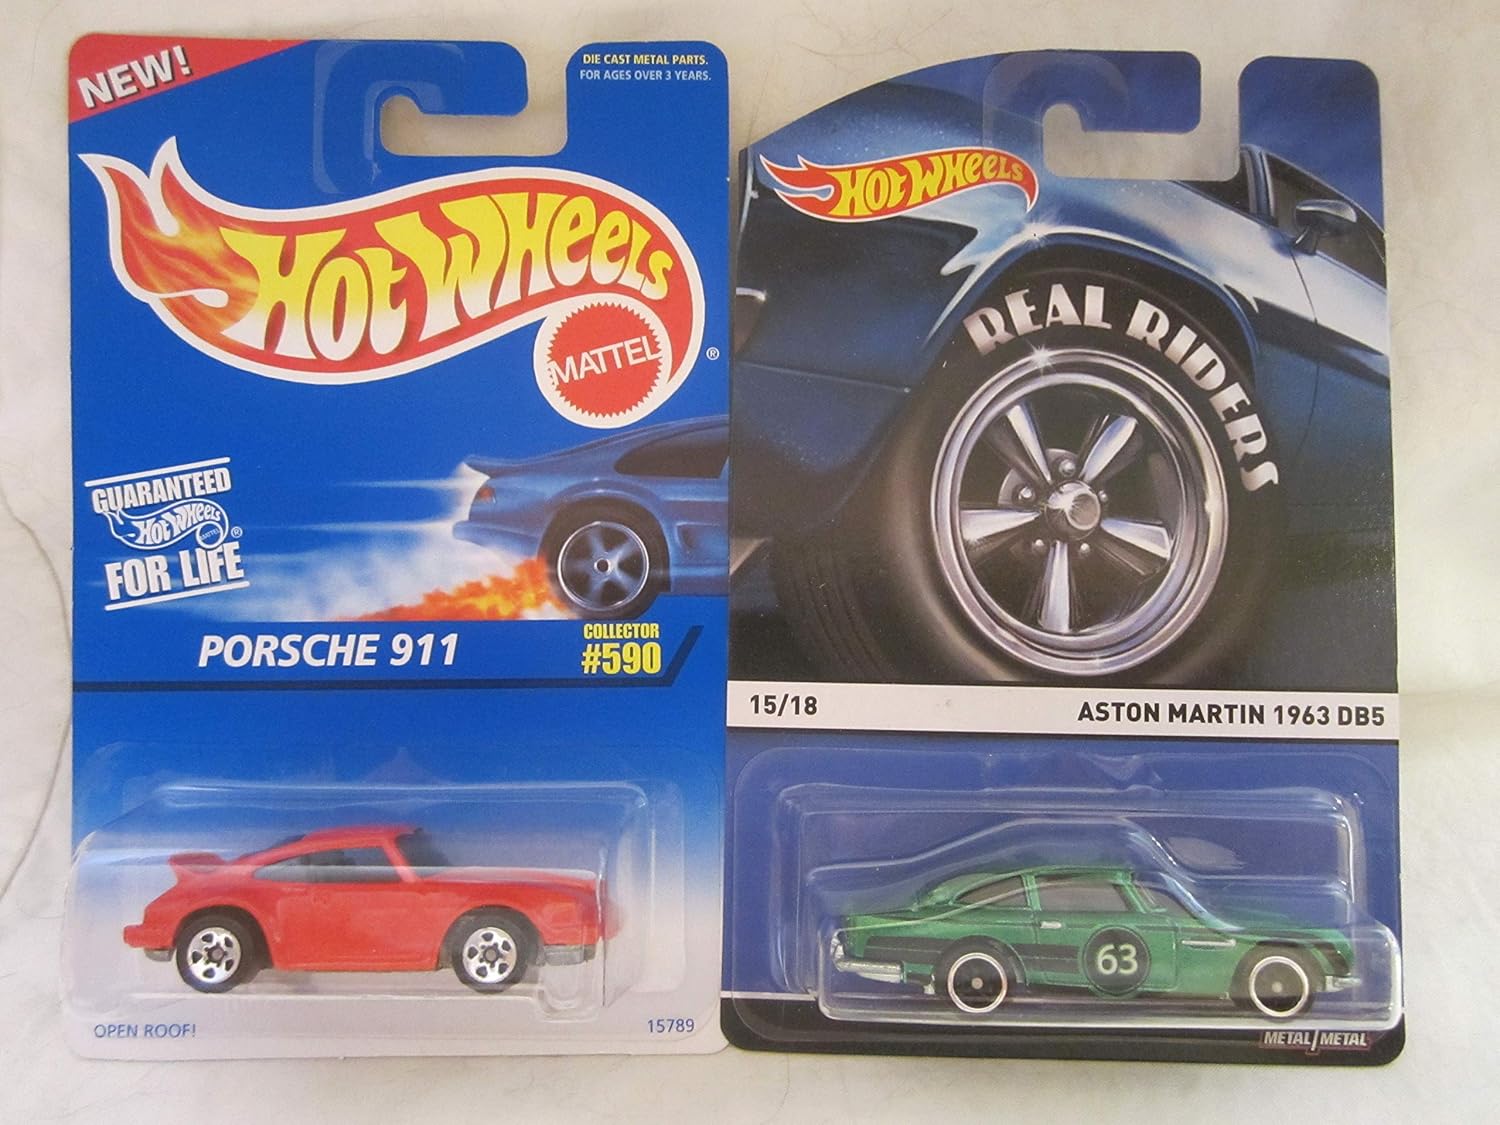 NEW!
DIE CAST METAL PARTS.
FOR AGES OVER 3 YEARS.
HOT WHEELS
MATTEL
®
GUARANTEED
HOT WHEELS
MATTEL
®
FOR LIFE
PORSCHE 911
COLLECTOR
#590
OPEN ROOF!
15789
HOT WHEELS
REAL RIDERS
15/18
ASTON MARTIN 1963 DB5
63
METAL/METAL